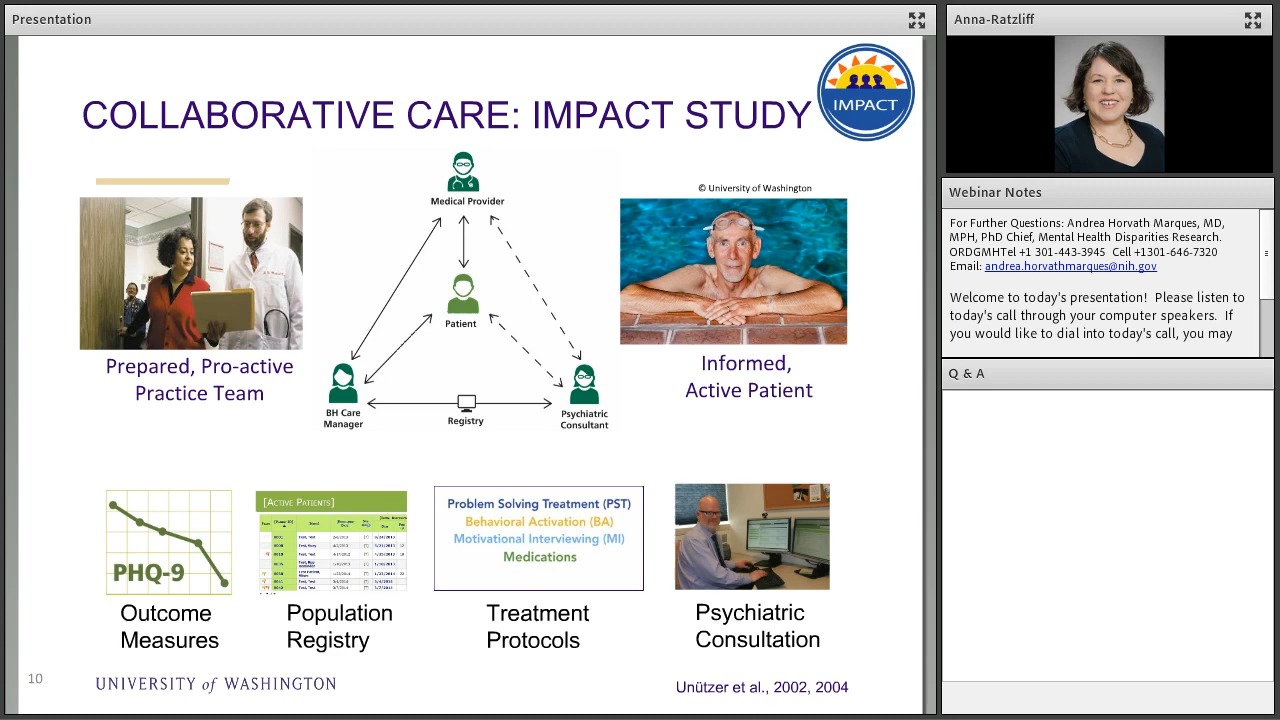 Presentation
COLLABORATIVE CARE: IMPACT STUDY
IMPACT
Medical Provider
© University of Washington
Patient
Prepared, Pro-active
Practice Team
Informed,
Active Patient
BH Care
Manager
Registry
Psychiatric
Consultant
PHQ-9
[ACTIVE PATIENTS]
Problem Solving Treatment (PST)
Behavioral Activation (BA)
Motivational Interviewing (MI)
Medications
Outcome
Measures
Population
Registry
Treatment
Protocols
Psychiatric
Consultation
10
UNIVERSITY of WASHINGTON
Unützer et al., 2002, 2004
Anna-Ratzliff
Webinar Notes
For Further Questions: Andrea Horvath Marques, MD,
MPH, PhD Chief, Mental Health Disparities Research.
ORDGMHTel +1 301-443-3945 Cell +1301-646-7320
Email: andrea.horvathmarques@nih.gov
Welcome to today's presentation! Please listen to
today's call through your computer speakers. If
you would like to dial into today's call, you may
Q & A